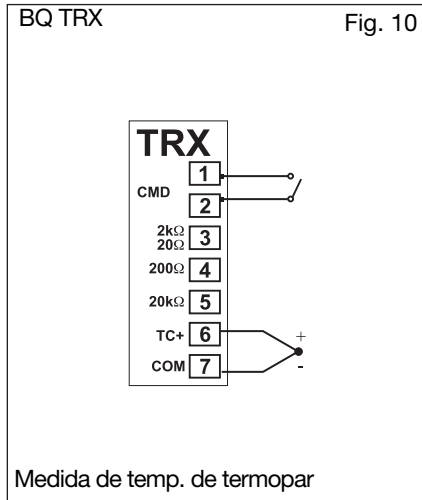 BQ TRX Fig. 10
TRX
1
CMD
2
2kΩ
20Ω 3
200Ω 4
20kΩ 5
TC+ 6 +
COM 7 -
Medida de temp. de termopar